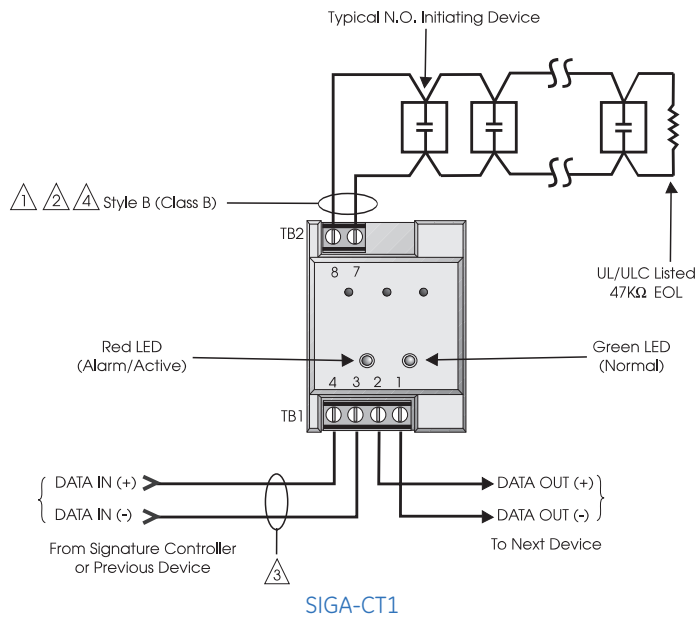 Typical N.O. Initiating Device
1 2 4 Style B (Class B)
TB2
8 7
UL/ULC Listed
47KΩ EOL
Red LED
(Alarm/Active)
Green LED
(Normal)
4 3 2 1
TB1
DATA IN (+)
DATA OUT (+)
DATA IN (-)
DATA OUT (-)
From Signature Controller
or Previous Device
To Next Device
3
SIGA-CT1